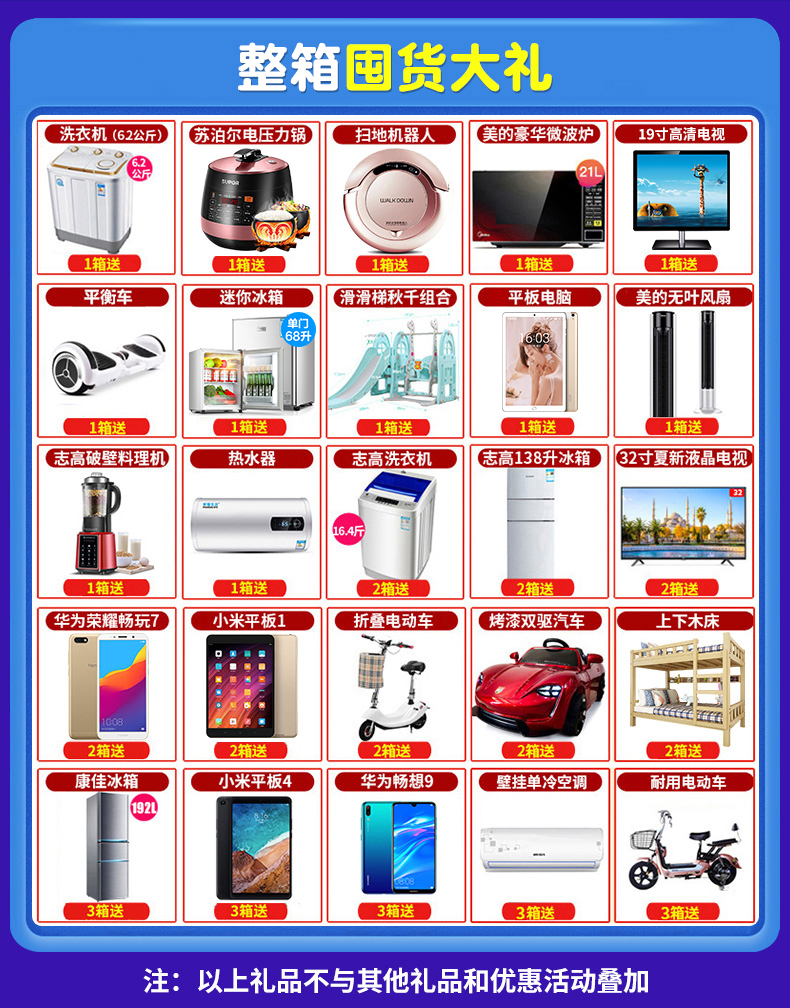 整箱囤货大礼
洗衣机（62公斤）
6.2
公斤
1箱送
苏泊尔电压力锅
SUPOR
1箱送
扫地机器人
WALK DOWN
1箱送
美的豪华微波炉
21L
Midea
1箱送
19寸高清电视
1箱送
平衡车
1箱送
迷你冰箱
单门
68升
1箱送
滑滑梯秋千组合
1箱送
平板电脑
16:03
1箱送
美的无叶风扇
1箱送
志高破壁料理机
1箱送
热水器
1箱送
志高洗衣机
16.4斤
2箱送
志高138升冰箱
2箱送
32寸夏新液晶电视
32
2箱送
华为荣耀畅玩7
10:08
2箱送
小米平板1
2箱送
折叠电动车
2箱送
烤漆双驱汽车
2箱送
上下木床
2箱送
康佳冰箱
192L
3箱送
小米平板4
3箱送
华为畅想9
08:08
3箱送
壁挂单冷空调
3箱送
耐用电动车
3箱送
注：以上礼品不与其他礼品和优惠活动叠加